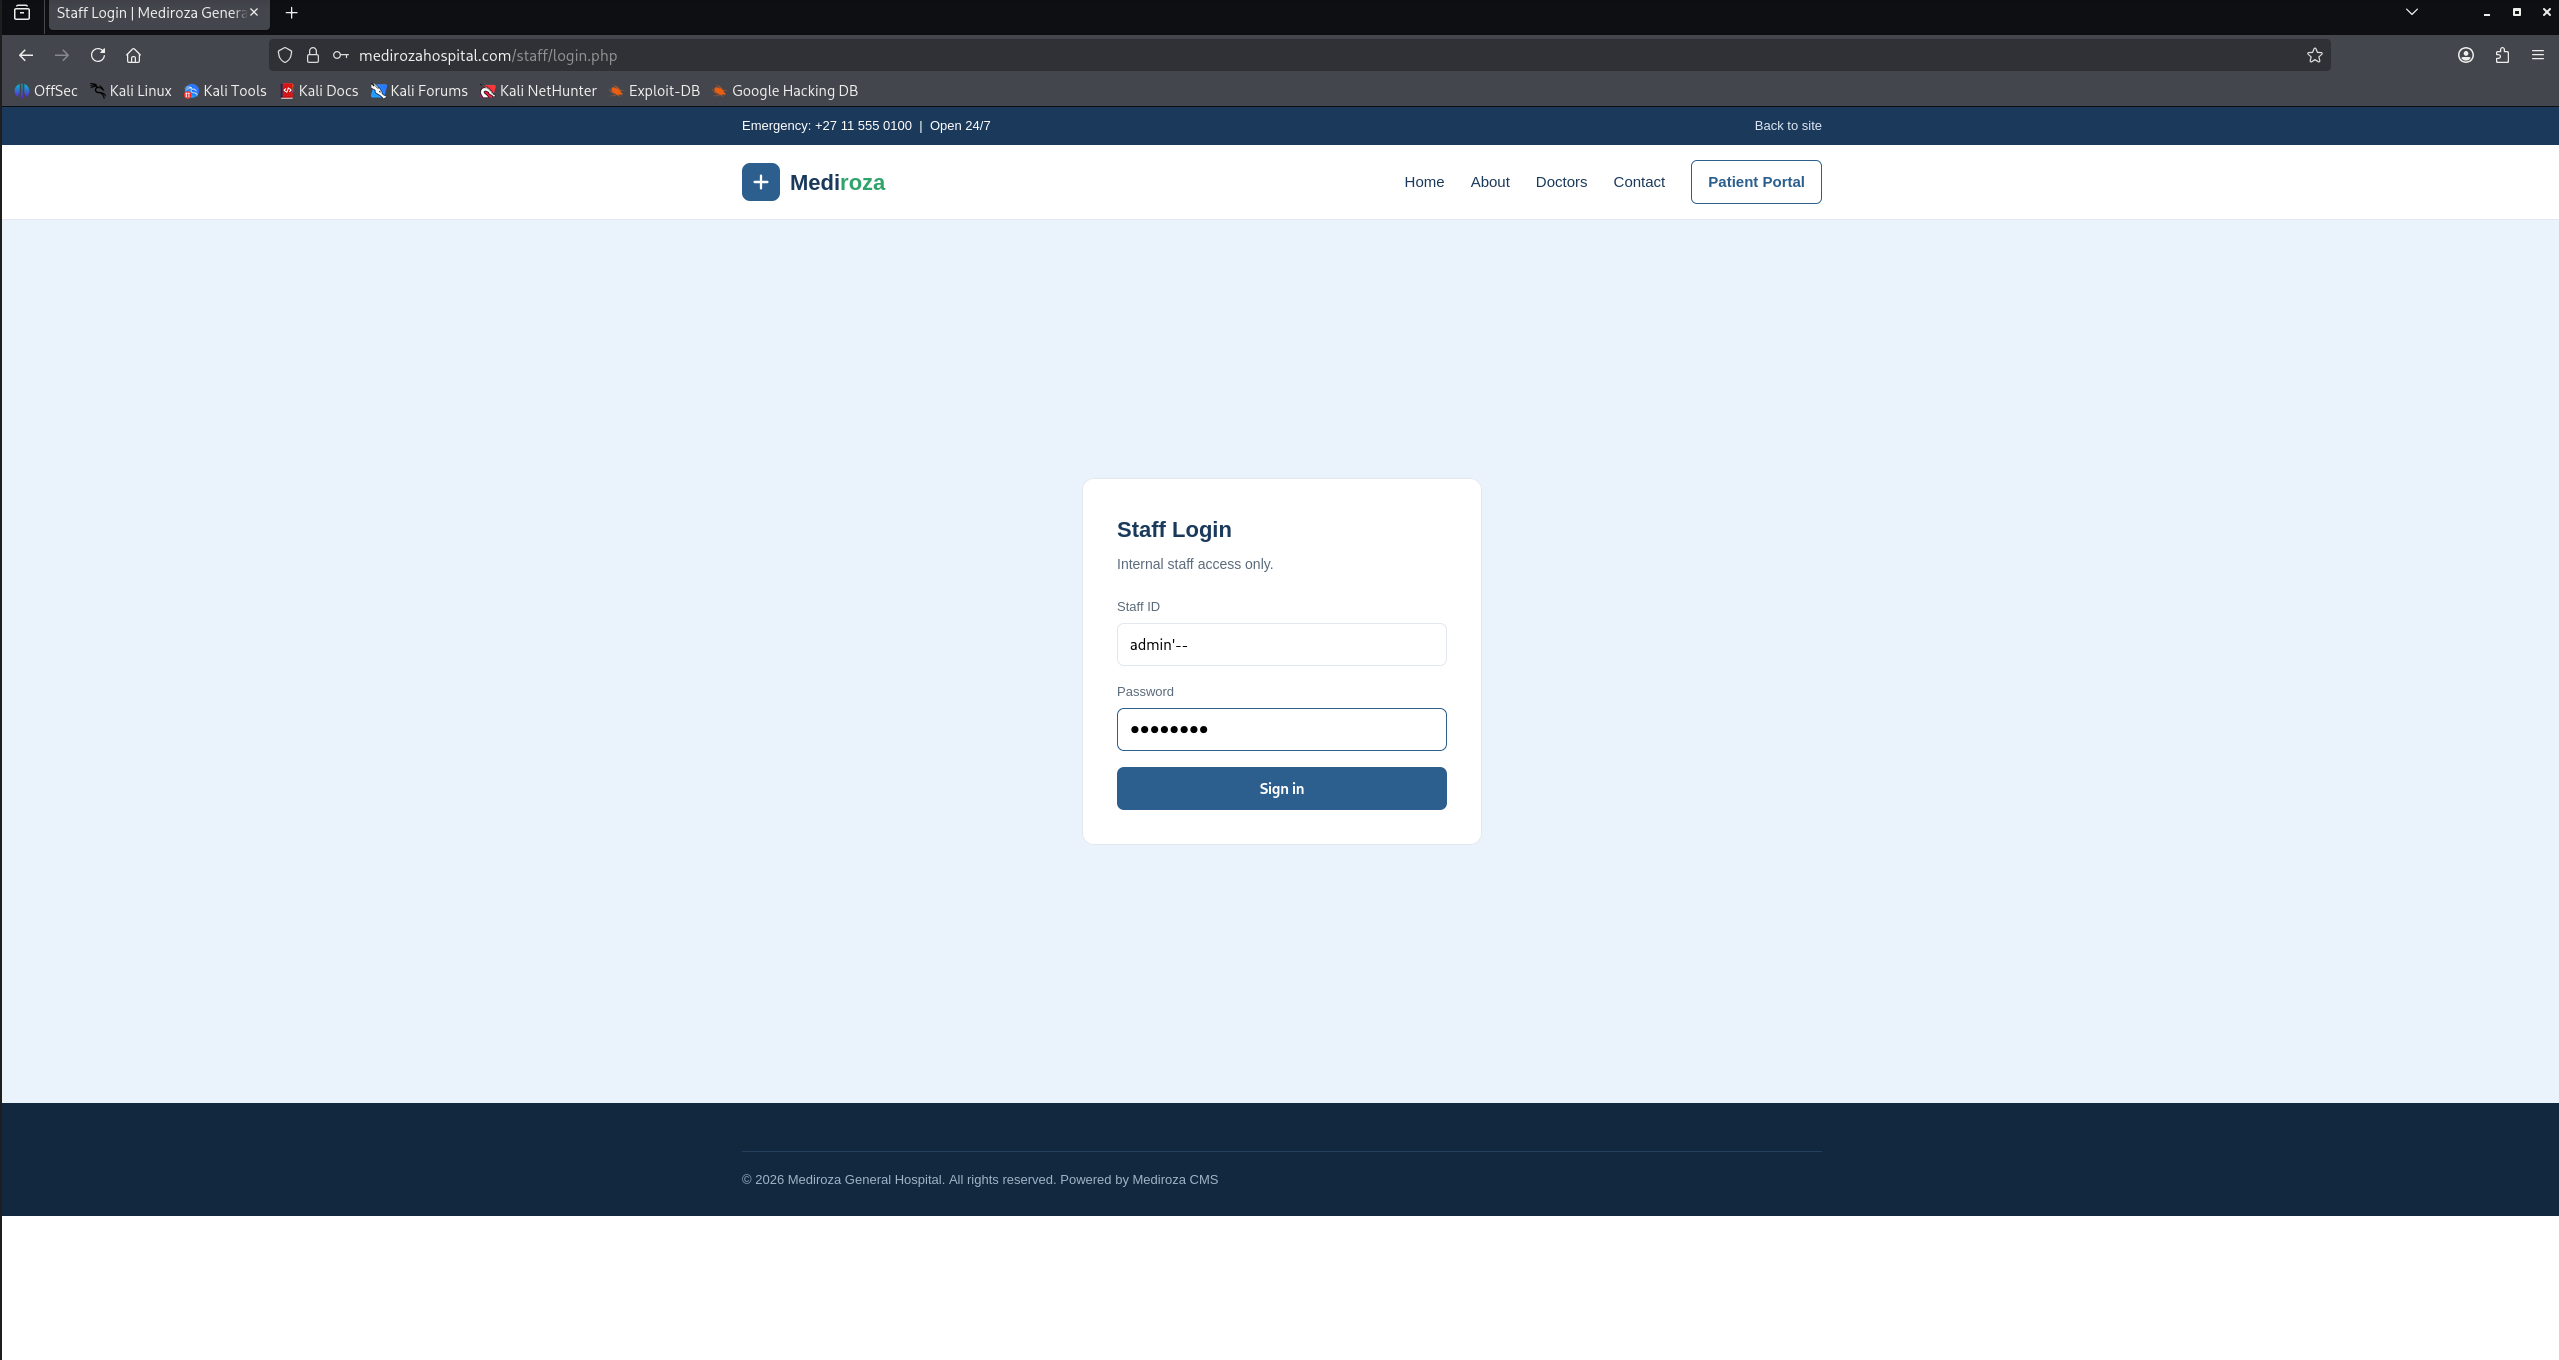 Staff Login | Mediroza Genera
medirozahospital.com/staff/login.php
OffSec Kali Linux Kali Tools Kali Docs Kali Forums Kali NetHunter Exploit-DB Google Hacking DB
Emergency: +27 11 555 0100 | Open 24/7 Back to site
Mediroza Home About Doctors Contact Patient Portal
Staff Login
Internal staff access only.
Staff ID
admin'--
Password
Sign in
© 2026 Mediroza General Hospital. All rights reserved. Powered by Mediroza CMS